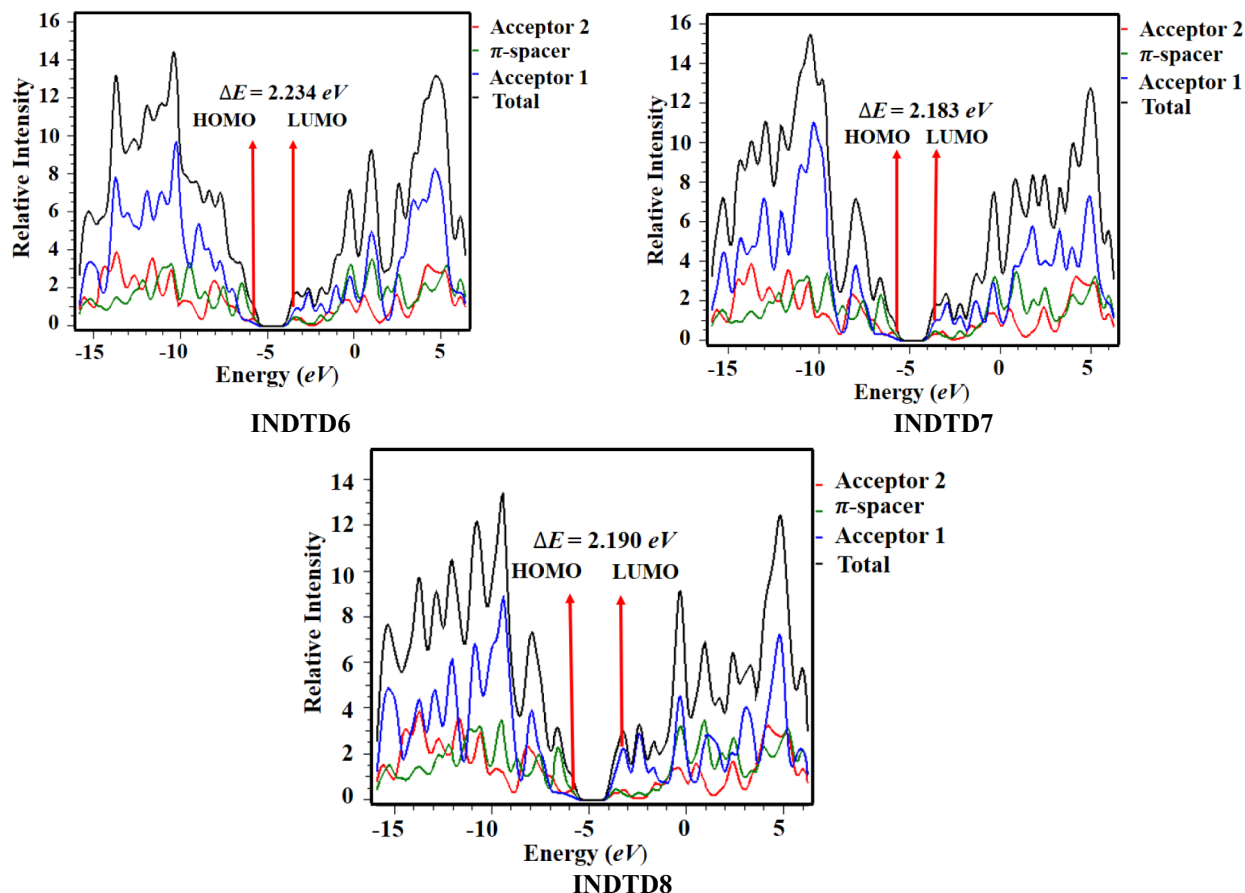 Relative Intensity
16
14
12
10
8
6
4
2
0
ΔE = 2.234 eV
HOMO LUMO
Acceptor 2
π-spacer
Acceptor 1
Total
-15 -10 -5 0 5
Energy (eV)
INDTD6
Relative Intensity
16
14
12
10
8
6
4
2
0
ΔE = 2.183 eV
HOMO LUMO
Acceptor 2
π-spacer
Acceptor 1
Total
-15 -10 -5 0 5
Energy (eV)
INDTD7
Relative Intensity
14
12
10
8
6
4
2
0
ΔE = 2.190 eV
HOMO LUMO
Acceptor 2
π-spacer
Acceptor 1
Total
-15 -10 -5 0 5
Energy (eV)
INDTD8